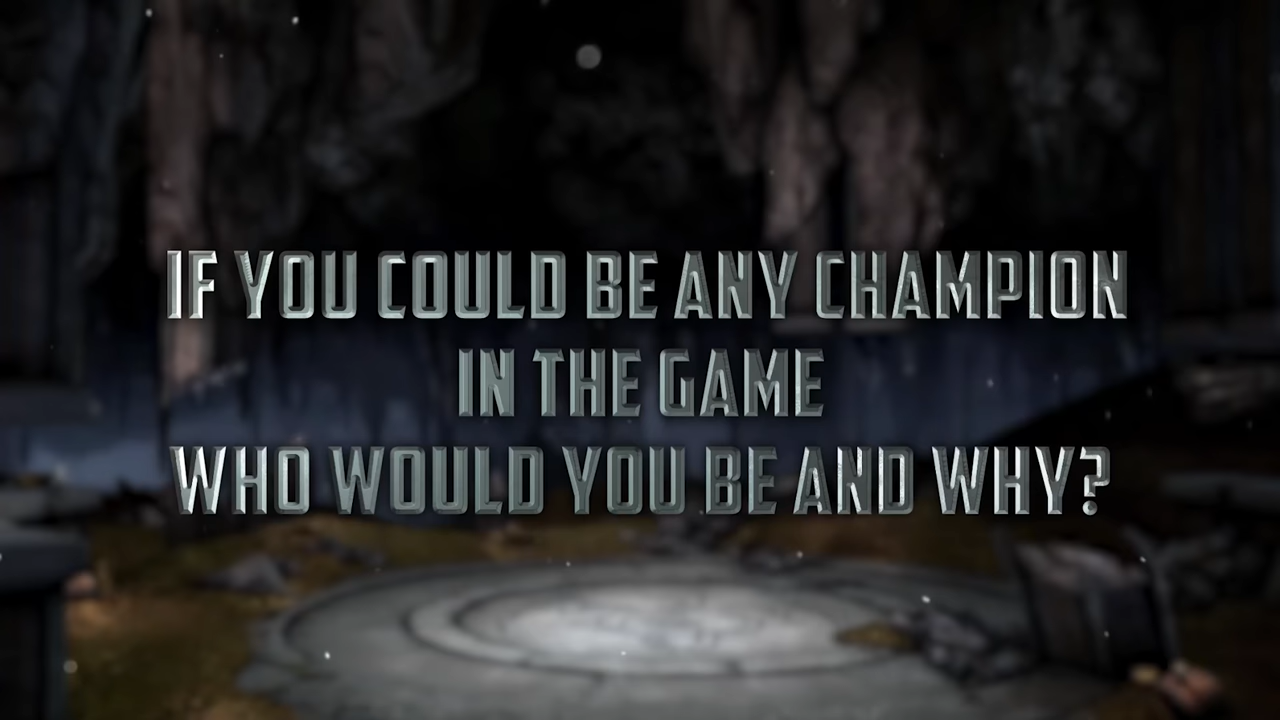 IF YOU COULD BE ANY CHAMPION
IN THE GAME
WHO WOULD YOU BE AND WHY?